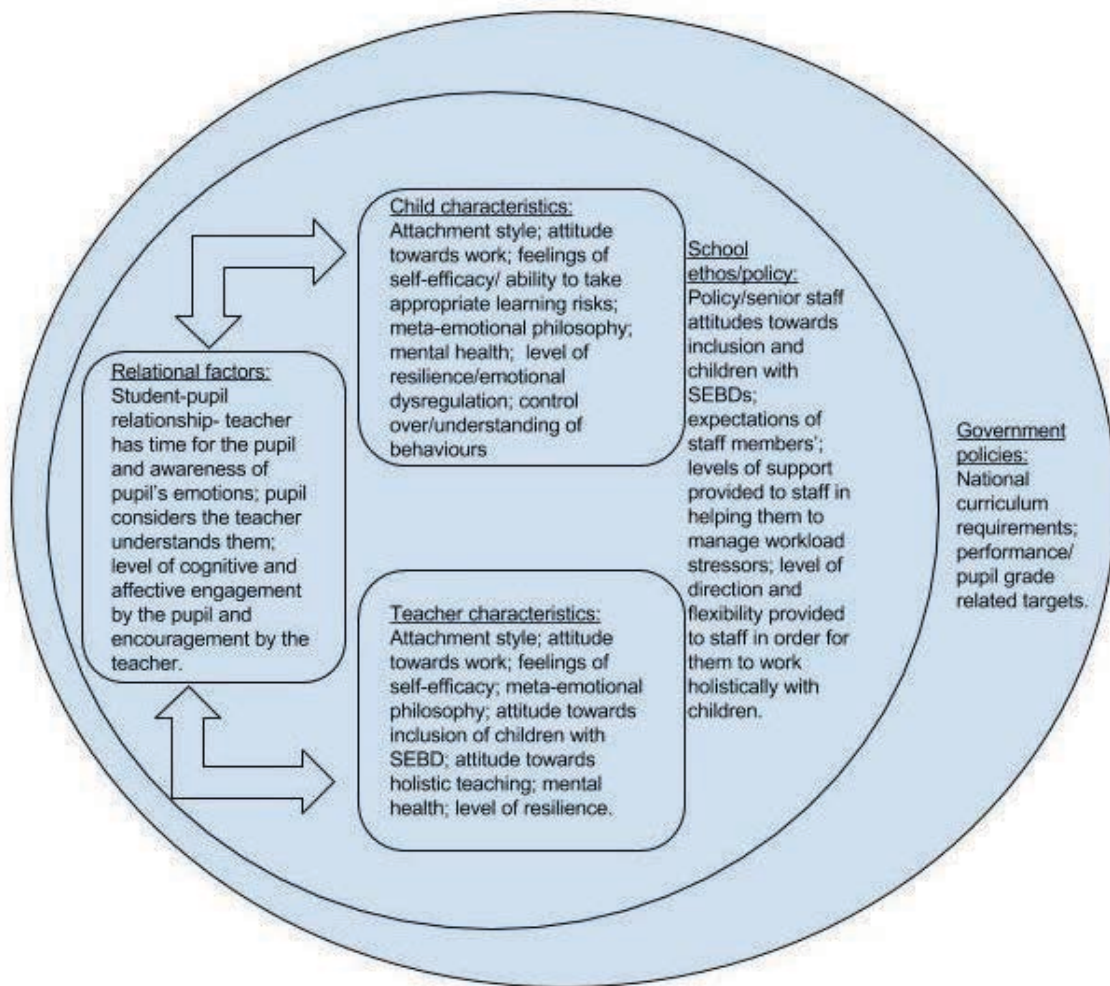 Child characteristics:
Attachment style; attitude
towards work; feelings of
self-efficacy/ ability to take
appropriate learning risks;
meta-emotional philosophy;
mental health;  level of
resilience/emotional
dysregulation; control
over/understanding of
behaviours
Relational factors:
Student-pupil
relationship- teacher
has time for the pupil
and awareness of
pupil's emotions; pupil
considers the teacher
understands them;
level of cognitive and
affective engagement
by the pupil and
encouragement by the
teacher.
Teacher characteristics:
Attachment style; attitude
towards work; feelings of
self-efficacy; meta-emotional
philosophy; attitude towards
inclusion of children with
SEBD; attitude towards
holistic teaching; mental
health; level of resilience.
School
ethos/policy:
Policy/senior staff
attitudes towards
inclusion and
children with
SEBDs;
expectations of
staff members';
levels of support
provided to staff in
helping them to
manage workload
stressors; level of
direction and
flexibility provided
to staff in order for
them to work
holistically with
children.
Government
policies:
National
curriculum
requirements;
performance/
pupil grade
related targets.